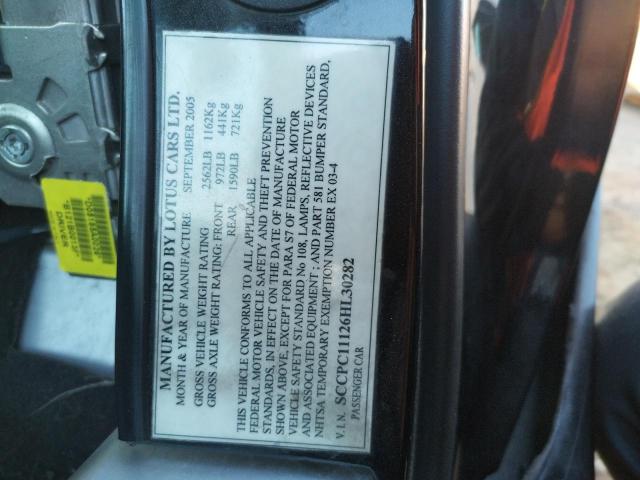 MANUFACTURED BY LOTUS CARS LTD.
MONTH & YEAR OF MANUFACTURE SEPTEMBER 2005
GROSS VEHICLE WEIGHT RATING 2562LB 1162Kg
GROSS AXLE WEIGHT RATING: FRONT 972LB 441Kg
REAR 1590LB 721Kg
THIS VEHICLE CONFORMS TO ALL APPLICABLE
FEDERAL MOTOR VEHICLE SAFETY AND THEFT PREVENTION
STANDARDS, IN EFFECT ON THE DATE OF MANUFACTURE
SHOWN ABOVE, EXCEPT FOR PARA S7 OF FEDERAL MOTOR
VEHICLE SAFETY STANDARD No 108, LAMPS, REFLECTIVE DEVICES
AND ASSOCIATED EQUIPMENT ; AND PART 581 BUMPER STANDARD,
NHTSA TEMPORARY EXEMPTION NUMBER EX 03-4
V.I.N. SCCPC11126HL30282
PASSENGER CAR
DRIVER